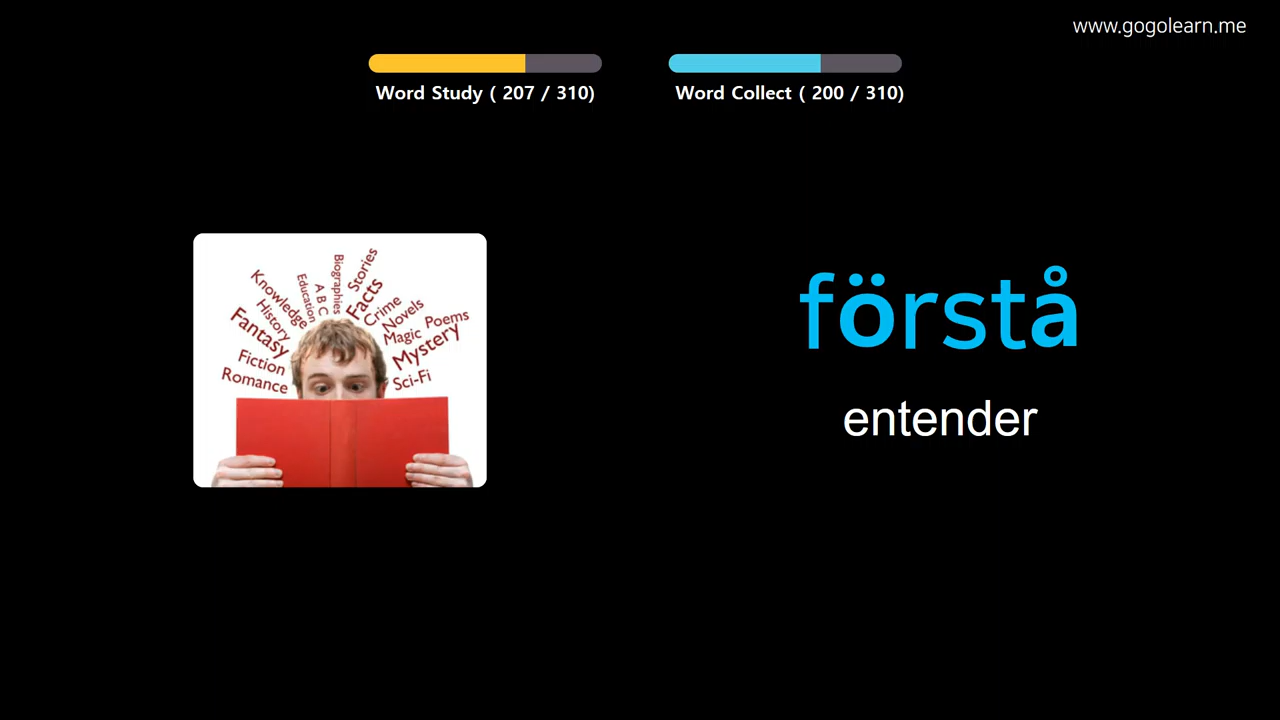 www.gogolearn.me
Word Study ( 207 / 310)
Word Collect ( 200 / 310)
Stories
Biographies
Facts
A B C
Education
Knowledge
Crime
History
Novels
Poems
Fantasy
Magic
Mystery
Fiction
Romance
Sci-Fi
förstå
entender